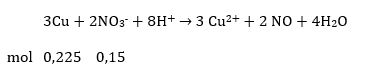 3Cu + 2NO₃⁻ + 8H⁺ → 3 Cu²⁺ + 2 NO + 4H₂O
mol 0,225 0,15